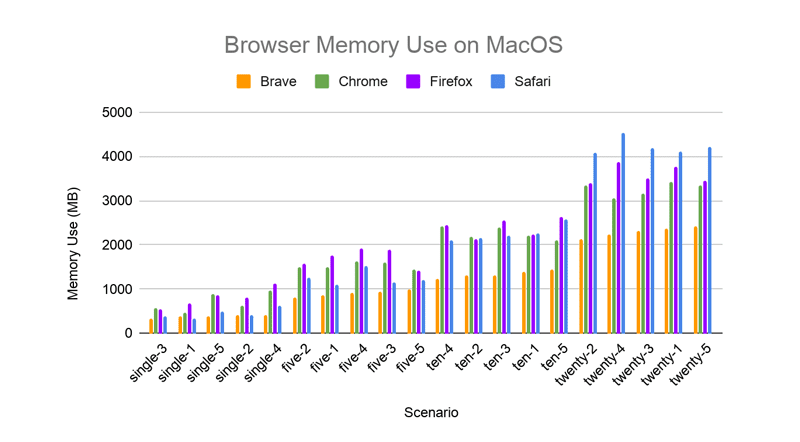 Browser Memory Use on MacOS
Brave Chrome Firefox Safari
5000
4000
3000
2000
1000
0
Memory Use (MB)
single-3 single-1 single-5 single-2 single-4 five-2 five-1 five-4 five-3 five-5 ten-4 ten-2 ten-3 ten-1 ten-5 twenty-2 twenty-4 twenty-3 twenty-1 twenty-5
Scenario